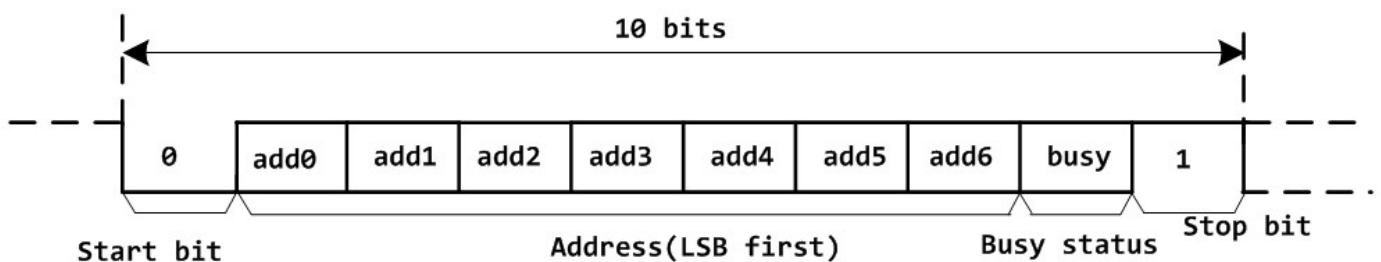 10 bits
0 add0 add1 add2 add3 add4 add5 add6 busy 1
Start bit Address(LSB first) Busy status Stop bit